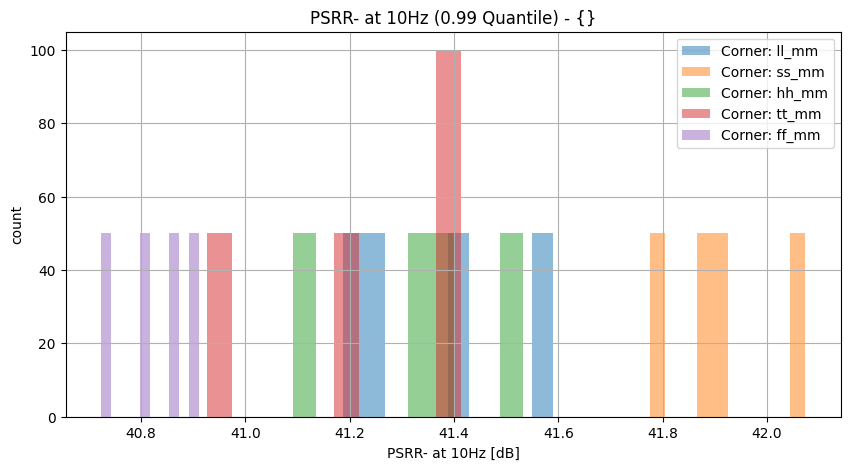 PSRR- at 10Hz (0.99 Quantile) - {}
Corner: ll_mm
Corner: ss_mm
Corner: hh_mm
Corner: tt_mm
Corner: ff_mm
count
100
80
60
40
20
0
40.8 41.0 41.2 41.4 41.6 41.8 42.0
PSRR- at 10Hz [dB]